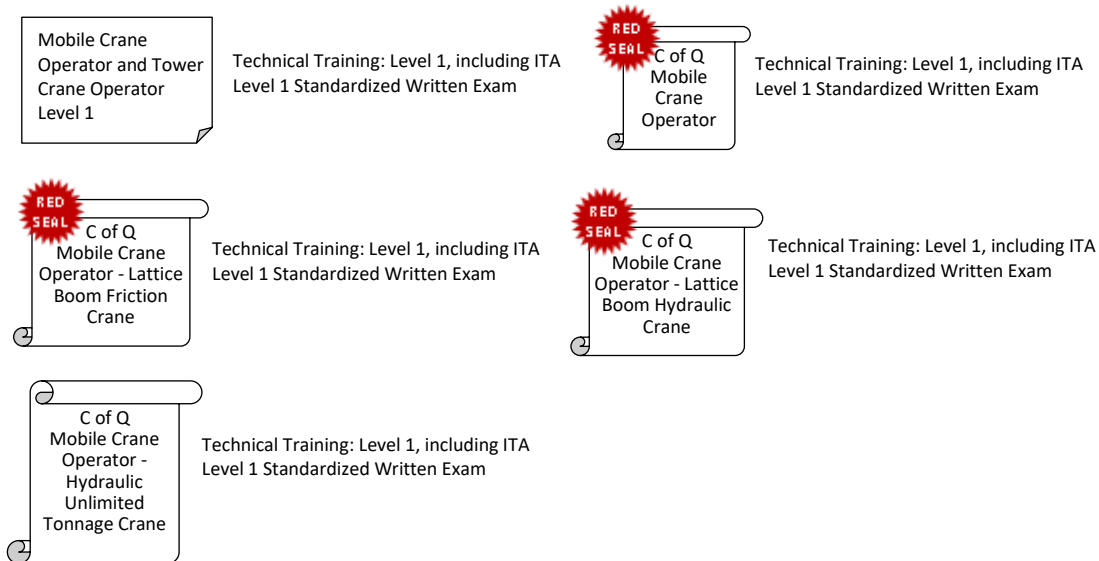 Mobile Crane
Operator and Tower
Crane Operator
Level 1
Technical Training: Level 1, including ITA
Level 1 Standardized Written Exam
RED
SEAL
C of Q
Mobile
Crane
Operator
Technical Training: Level 1, including ITA
Level 1 Standardized Written Exam
RED
SEAL
C of Q
Mobile Crane
Operator - Lattice
Boom Friction
Crane
Technical Training: Level 1, including ITA
Level 1 Standardized Written Exam
RED
SEAL
C of Q
Mobile Crane
Operator - Lattice
Boom Hydraulic
Crane
Technical Training: Level 1, including ITA
Level 1 Standardized Written Exam
C of Q
Mobile Crane
Operator -
Hydraulic
Unlimited
Tonnage Crane
Technical Training: Level 1, including ITA
Level 1 Standardized Written Exam